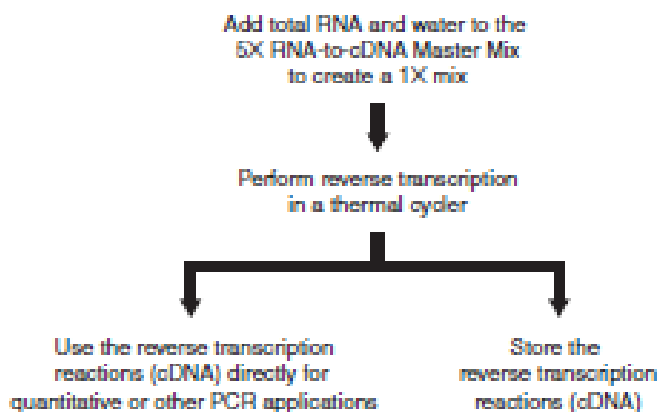 Add total RNA and water to the
5X RNA-to-cDNA Master Mix
to create a 1X mix
Perform reverse transcription
in a thermal cycler
Use the reverse transcription
reactions (cDNA) directly for
quantitative or other PCR applications
Store the
reverse transcription
reactions (cDNA)